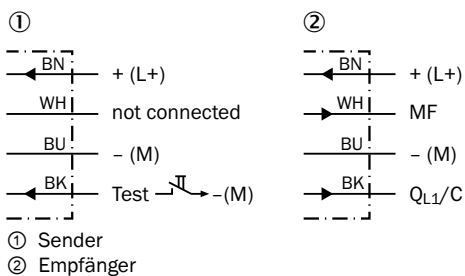 ① ②
BN + (L+) BN + (L+)
WH not connected WH MF
BU – (M) BU – (M)
BK Test –(M) BK QL1/C
① Sender
② Empfänger